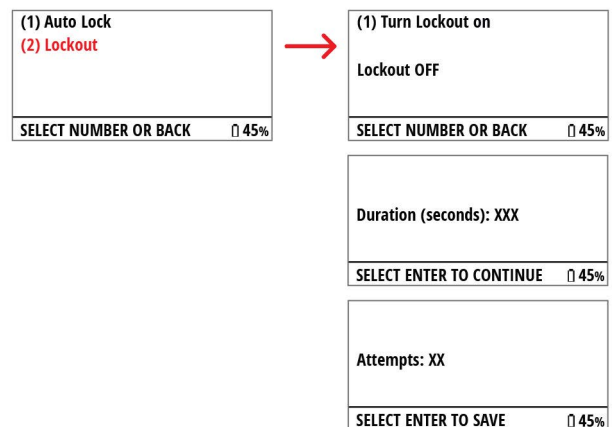 (1) Auto Lock
(2) Lockout
SELECT NUMBER OR BACK 45%
(1) Turn Lockout on
Lockout OFF
SELECT NUMBER OR BACK 45%
Duration (seconds): XXX
SELECT ENTER TO CONTINUE 45%
Attempts: XX
SELECT ENTER TO SAVE 45%